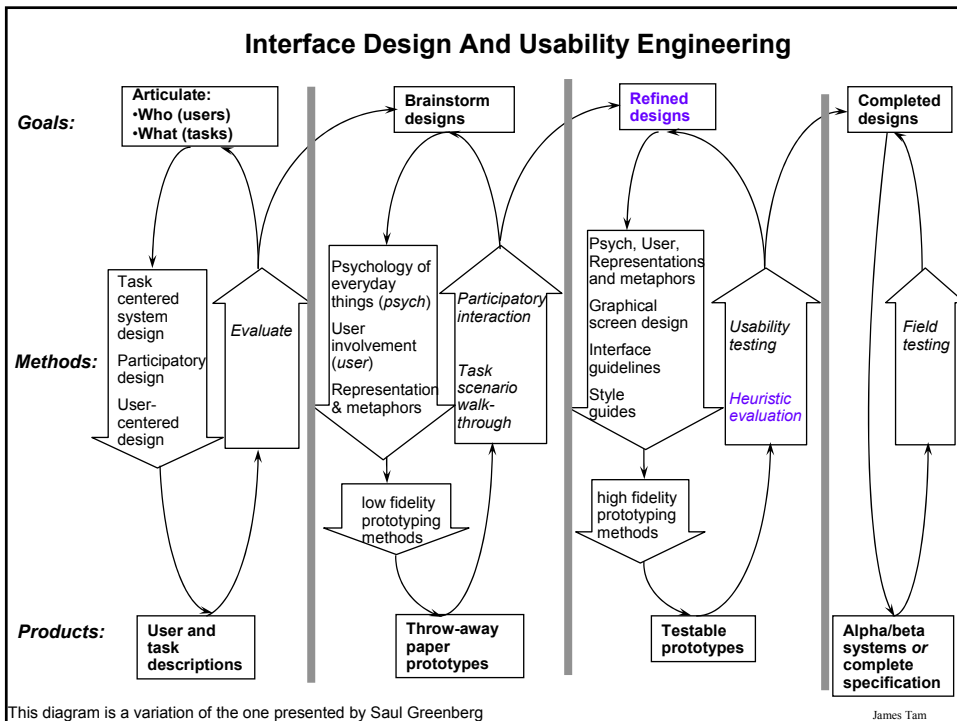 Interface Design And Usability Engineering
Goals:
Articulate:
•Who (users)
•What (tasks)
Brainstorm
designs
Refined
designs
Completed
designs
Methods:
Task
centered
system
design
Participatory
design
User-
centered
design
Evaluate
Psychology of
everyday
things (psych)
User
involvement
(user)
Representation
& metaphors
low fidelity
prototyping
methods
Participatory
interaction
Task
scenario
walk-
through
Psych, User,
Representations
and metaphors
Graphical
screen design
Interface
guidelines
Style
guides
high fidelity
prototyping
methods
Usability
testing
Heuristic
evaluation
Field
testing
Products:
User and
task
descriptions
Throw-away
paper
prototypes
Testable
prototypes
Alpha/beta
systems or
complete
specification
This diagram is a variation of the one presented by Saul Greenberg
James Tam